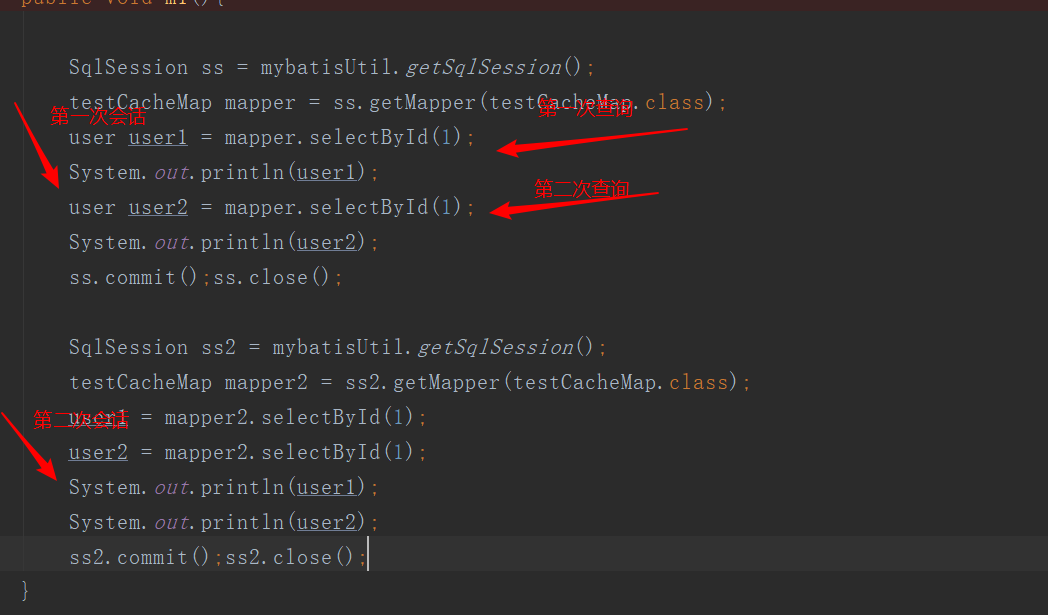 public void m1(){
SqlSession ss = mybatisUtil.getSqlSession();
testCacheMap mapper = ss.getMapper(testCacheMap.class);
第一次会话
第一次查询
user user1 = mapper.selectById(1);
System.out.println(user1);
第二次查询
user user2 = mapper.selectById(1);
System.out.println(user2);
ss.commit();ss.close();
SqlSession ss2 = mybatisUtil.getSqlSession();
testCacheMap mapper2 = ss2.getMapper(testCacheMap.class);
第二次会话
user1 = mapper2.selectById(1);
user2 = mapper2.selectById(1);
System.out.println(user1);
System.out.println(user2);
ss2.commit();ss2.close();
}